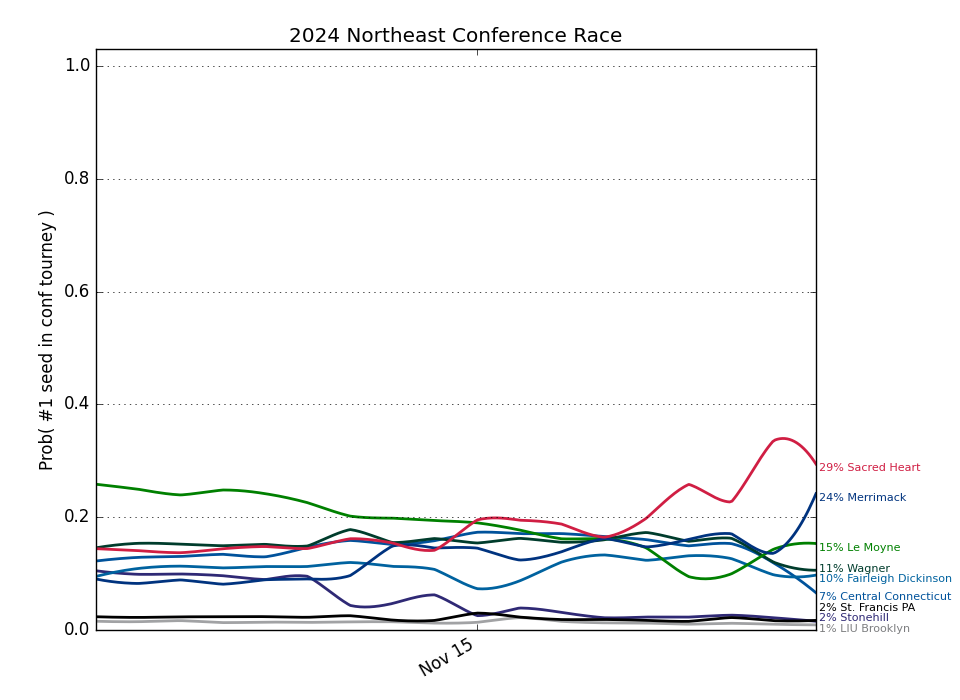 2024 Northeast Conference Race
Prob( #1 seed in conf tourney )
1.0
0.8
0.6
0.4
0.2
0.0
Nov 15
29% Sacred Heart
24% Merrimack
15% Le Moyne
11% Wagner
10% Fairleigh Dickinson
7% Central Connecticut
2% St. Francis PA
2% Stonehill
1% LIU Brooklyn